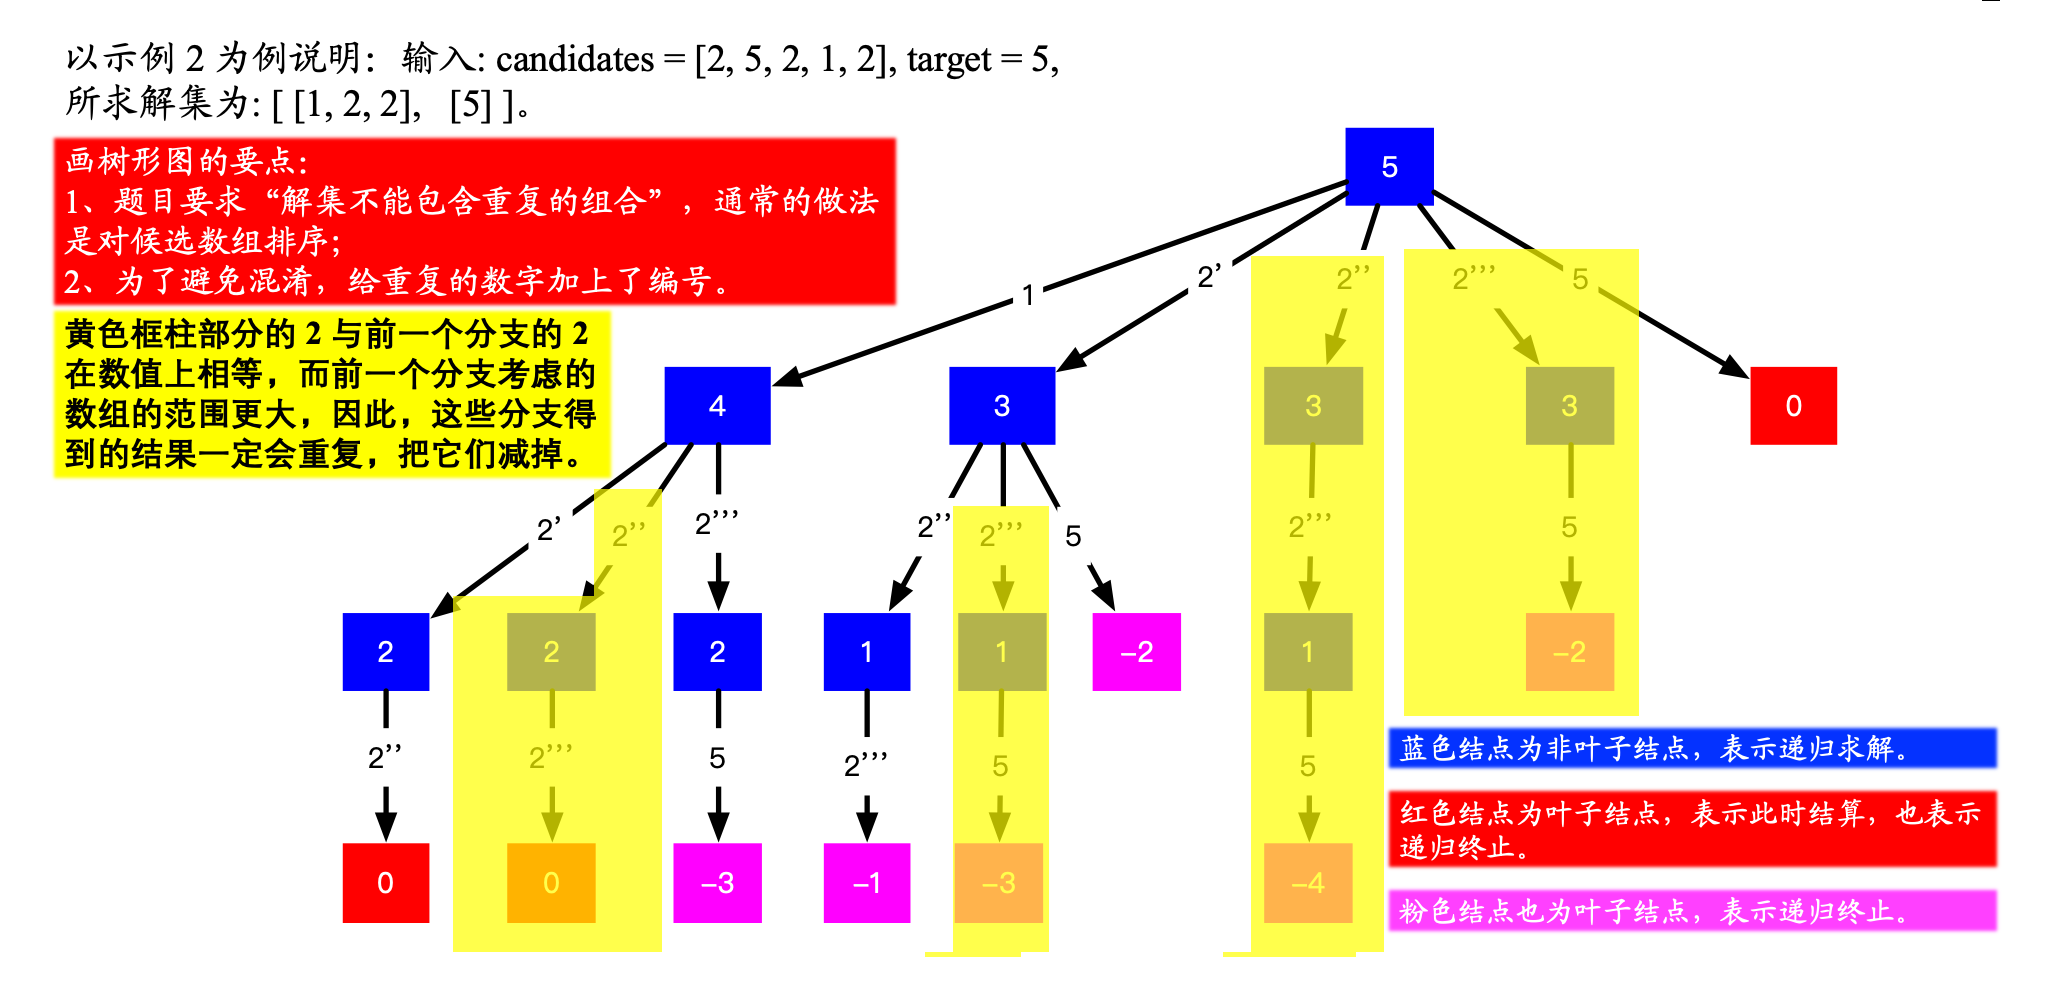 以示例 2 为例说明：输入: candidates = [2, 5, 2, 1, 2], target = 5,
所求解集为: [ [1, 2, 2], [5] ]。
画树形图的要点：
1、题目要求“解集不能包含重复的组合”，通常的做法
是对候选数组排序；
2、为了避免混淆，给重复的数字加上了编号。
黄色框柱部分的 2 与前一个分支的 2
在数值上相等，而前一个分支考虑的
数组的范围更大，因此，这些分支得
到的结果一定会重复，把它们减掉。
5
1 2' 2'' 2''' 5
4 3 3 3 0
2' 2'' 2''' 2'' 2''' 5 2''' 5
2 2 2 1 1 -2 1 -2
2'' 2''' 5 2''' 5 5
0 0 -3 -1 -3 -4
蓝色结点为非叶子结点，表示递归求解。
红色结点为叶子结点，表示此时结算，也表示
递归终止。
粉色结点也为叶子结点，表示递归终止。